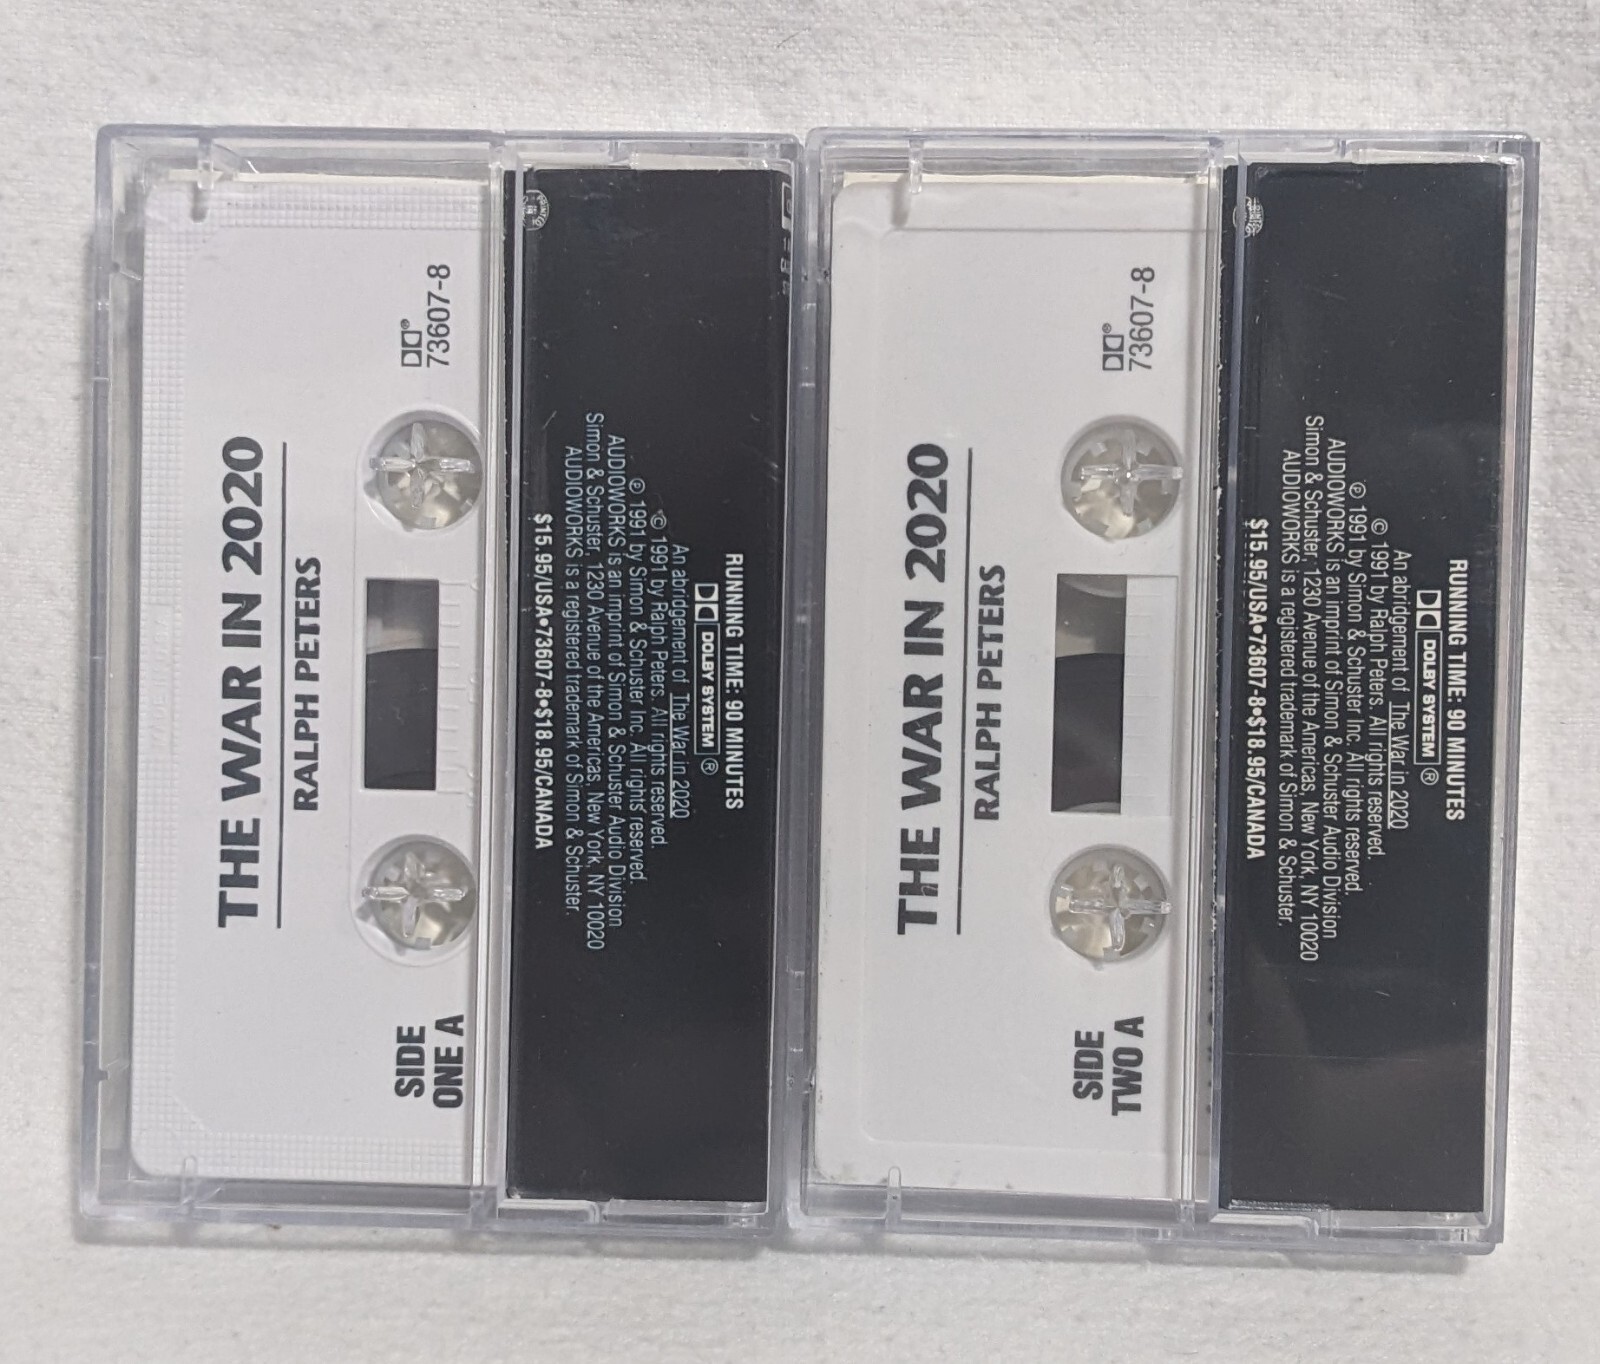 THE WAR IN 2020
RALPH PETERS
73607-8
SIDE
ONE A
RUNNING TIME: 90 MINUTES
DOLBY SYSTEM ®
An abridgement of The War in 2020
© 1991 by Ralph Peters. All rights reserved.
℗ 1991 by Simon & Schuster Inc. All rights reserved.
AUDIOWORKS is an imprint of Simon & Schuster Audio Division
Simon & Schuster, 1230 Avenue of the Americas, New York, NY 10020
AUDIOWORKS is a registered trademark of Simon & Schuster.
$15.95/USA•73607-8•$18.95/CANADA
THE WAR IN 2020
RALPH PETERS
73607-8
SIDE
TWO A
RUNNING TIME: 90 MINUTES
DOLBY SYSTEM ®
An abridgement of The War in 2020
© 1991 by Ralph Peters. All rights reserved.
℗ 1991 by Simon & Schuster Inc. All rights reserved.
AUDIOWORKS is an imprint of Simon & Schuster Audio Division
Simon & Schuster, 1230 Avenue of the Americas, New York, NY 10020
AUDIOWORKS is a registered trademark of Simon & Schuster.
$15.95/USA•73607-8•$18.95/CANADA